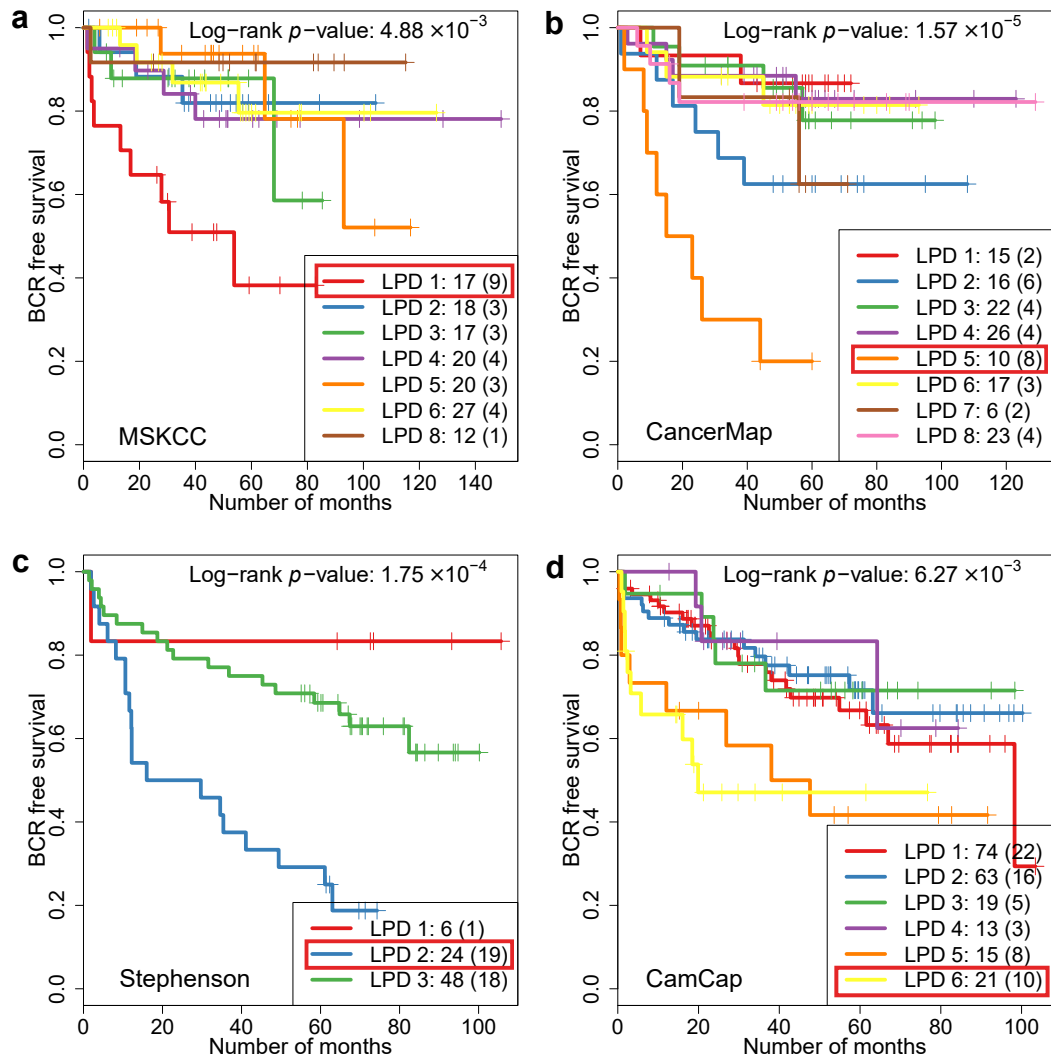 a
Log−rank p−value: 4.88 ×10−3
BCR free survival
0.0 0.2 0.4 0.6 0.8 1.0
LPD 1: 17 (9)
LPD 2: 18 (3)
LPD 3: 17 (3)
LPD 4: 20 (4)
LPD 5: 20 (3)
LPD 6: 27 (4)
LPD 8: 12 (1)
MSKCC
0 20 40 60 80 100 120 140
Number of months
b
Log−rank p−value: 1.57 ×10−5
BCR free survival
0.0 0.2 0.4 0.6 0.8 1.0
LPD 1: 15 (2)
LPD 2: 16 (6)
LPD 3: 22 (4)
LPD 4: 26 (4)
LPD 5: 10 (8)
LPD 6: 17 (3)
LPD 7: 6 (2)
LPD 8: 23 (4)
CancerMap
0 20 40 60 80 100 120
Number of months
c
Log−rank p−value: 1.75 ×10−4
BCR free survival
0.0 0.2 0.4 0.6 0.8 1.0
LPD 1: 6 (1)
LPD 2: 24 (19)
LPD 3: 48 (18)
Stephenson
0 20 40 60 80 100
Number of months
d
Log−rank p−value: 6.27 ×10−3
BCR free survival
0.0 0.2 0.4 0.6 0.8 1.0
LPD 1: 74 (22)
LPD 2: 63 (16)
LPD 3: 19 (5)
LPD 4: 13 (3)
LPD 5: 15 (8)
LPD 6: 21 (10)
CamCap
0 20 40 60 80 100
Number of months